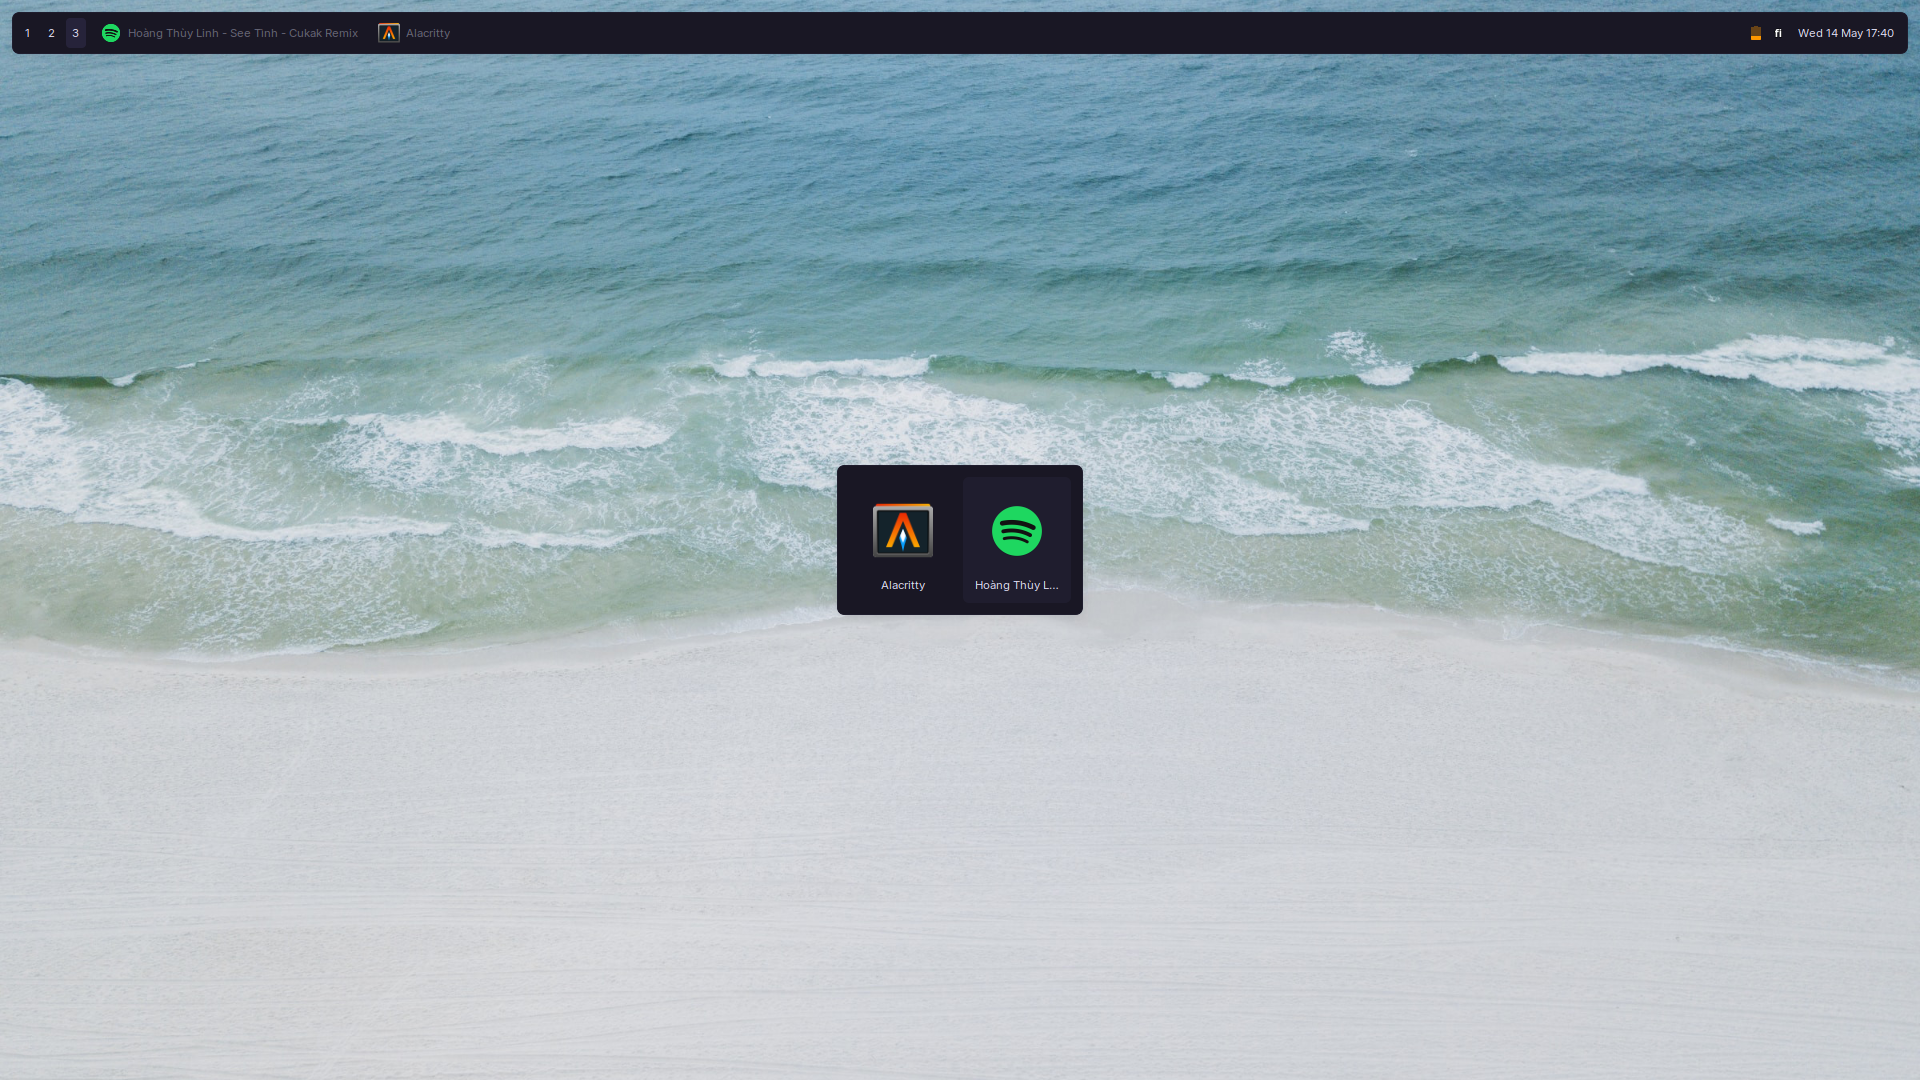 1 2 3 Hoàng Thùy Linh - See Tình - Cukak Remix Alacritty fi Wed 14 May 17:40
Alacritty Hoàng Thùy L...